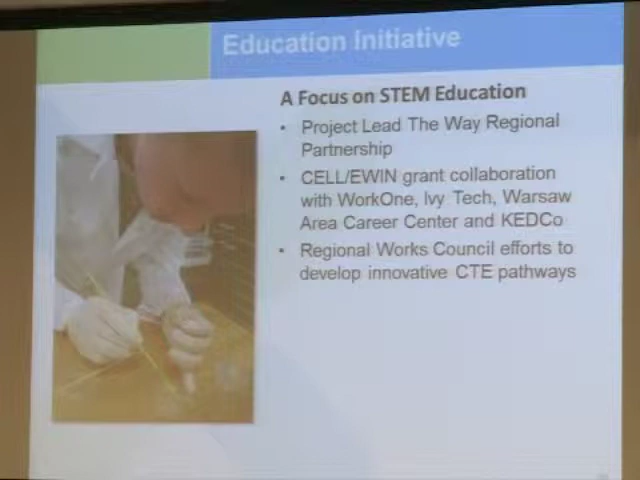 Education Initiative
A Focus on STEM Education
• Project Lead The Way Regional
Partnership
• CELL/EWIN grant collaboration
with WorkOne, Ivy Tech, Warsaw
Area Career Center and KEDCo
• Regional Works Council efforts to
develop innovative CTE pathways